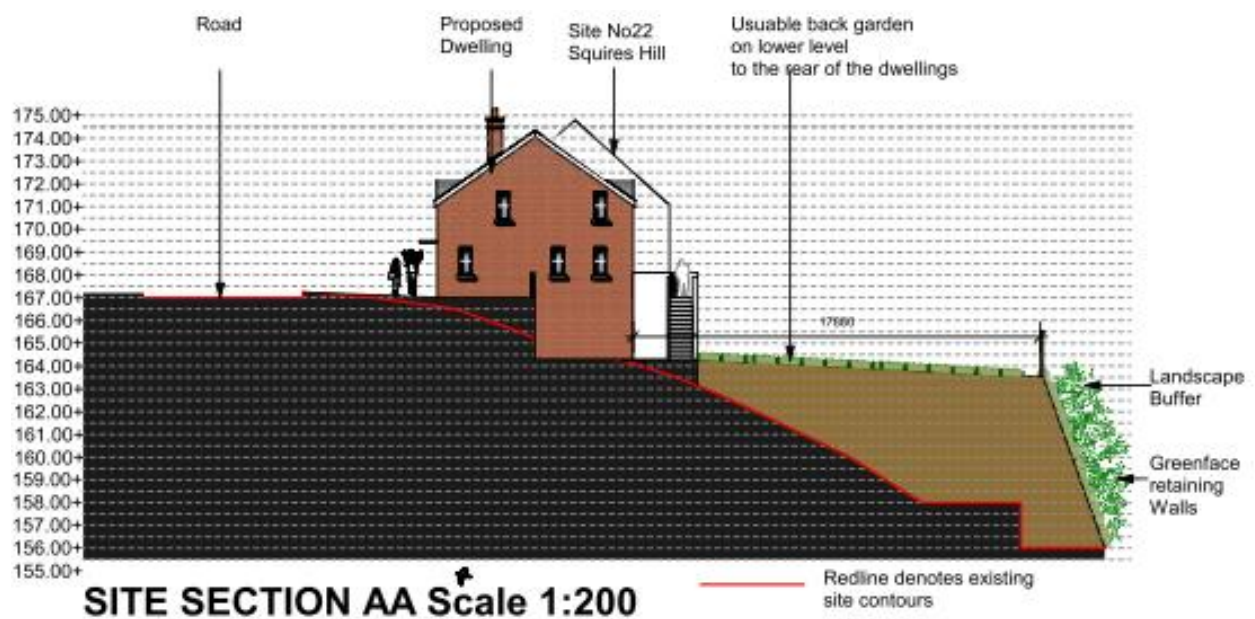 Road
Proposed
Dwelling
Site No22
Squires Hill
Usuable back garden
on lower level
to the rear of the dwellings
175.00+
174.00+
173.00+
172.00+
171.00+
170.00+
169.00+
168.00+
167.00+
166.00+
165.00+
164.00+
163.00+
162.00+
161.00+
160.00+
159.00+
158.00+
157.00+
156.00+
155.00+
Landscape
Buffer
Greenface
retaining
Walls
SITE SECTION AA Scale 1:200
Redline denotes existing
site contours